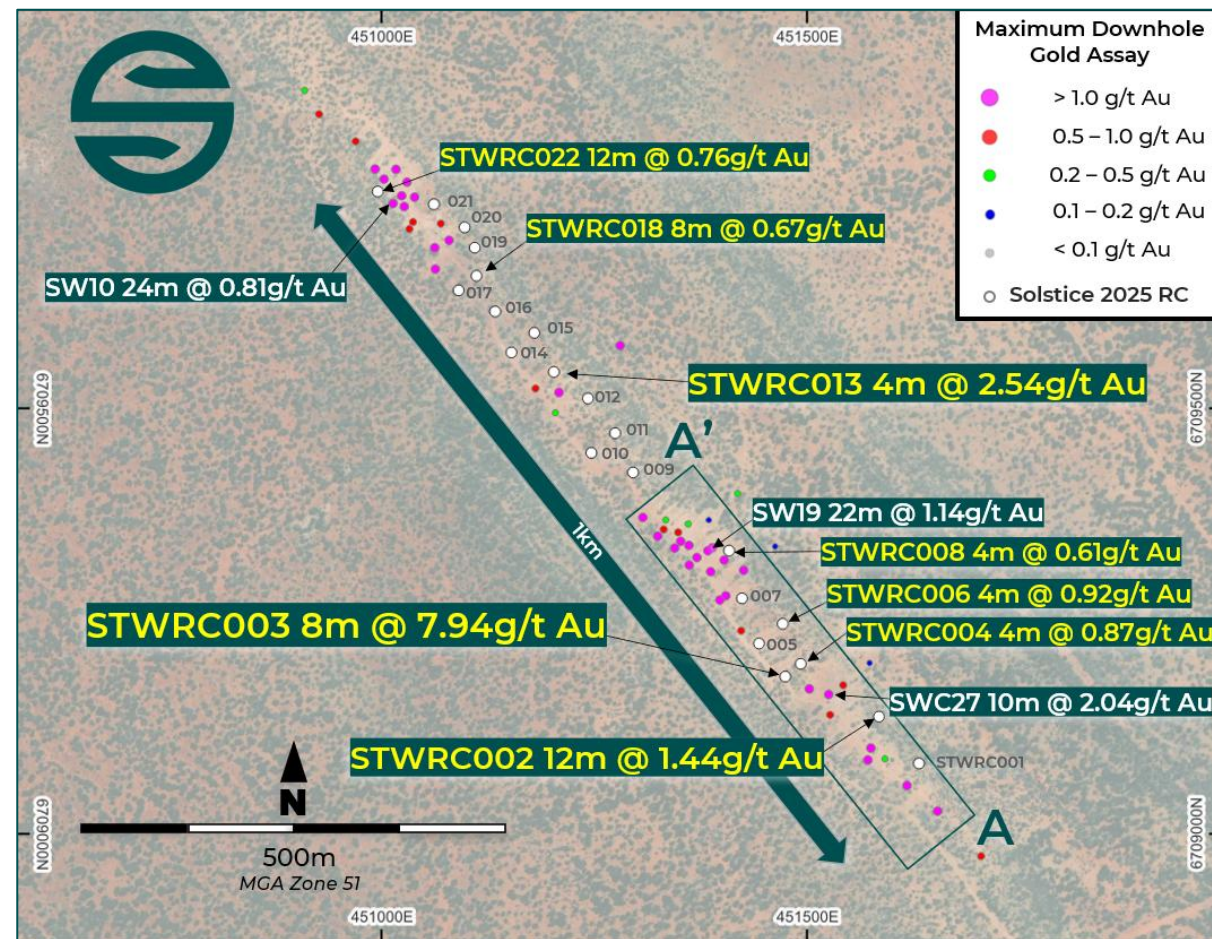 451000E
451500E
Maximum Downhole
Gold Assay
> 1.0 g/t Au
0.5 – 1.0 g/t Au
0.2 – 0.5 g/t Au
0.1 – 0.2 g/t Au
< 0.1 g/t Au
Solstice 2025 RC
STWRC022 12m @ 0.76g/t Au
021
020
STWRC018 8m @ 0.67g/t Au
019
SW10 24m @ 0.81g/t Au
017
016
015
014
STWRC013 4m @ 2.54g/t Au
012
6709500N
6709500N
011
010
A'
009
SW19 22m @ 1.14g/t Au
1km
STWRC008 4m @ 0.61g/t Au
007
STWRC006 4m @ 0.92g/t Au
STWRC003 8m @ 7.94g/t Au
005
STWRC004 4m @ 0.87g/t Au
SWC27 10m @ 2.04g/t Au
STWRC002 12m @ 1.44g/t Au
STWRC001
N
A
6709000N
6709000N
500m
MGA Zone 51
451000E
451500E